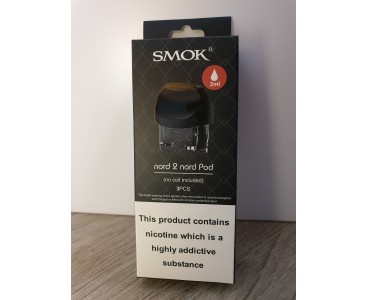 SMOK®
2ml
nord 2 nord Pod
(no coil included)
3PCS
This product contains
nicotine which is a
highly addictive
substance